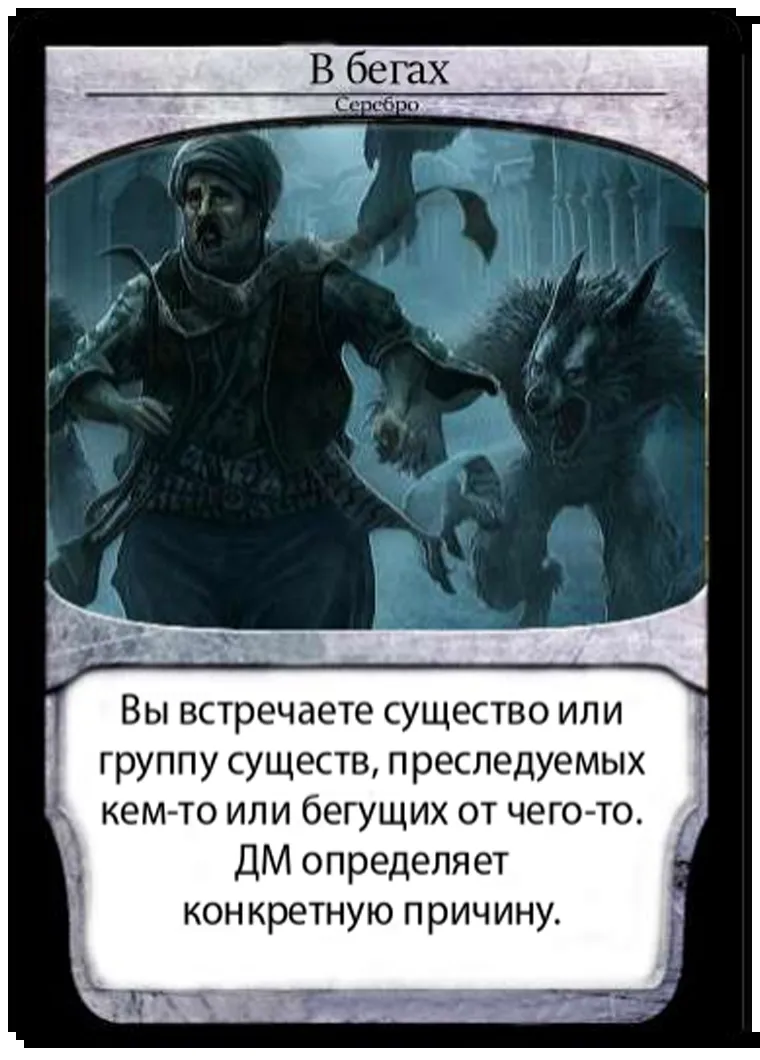 В бегах
Серебро
Вы встречаете существо или
группу существ, преследуемых
кем-то или бегущих от чего-то.
ДМ определяет
конкретную причину.